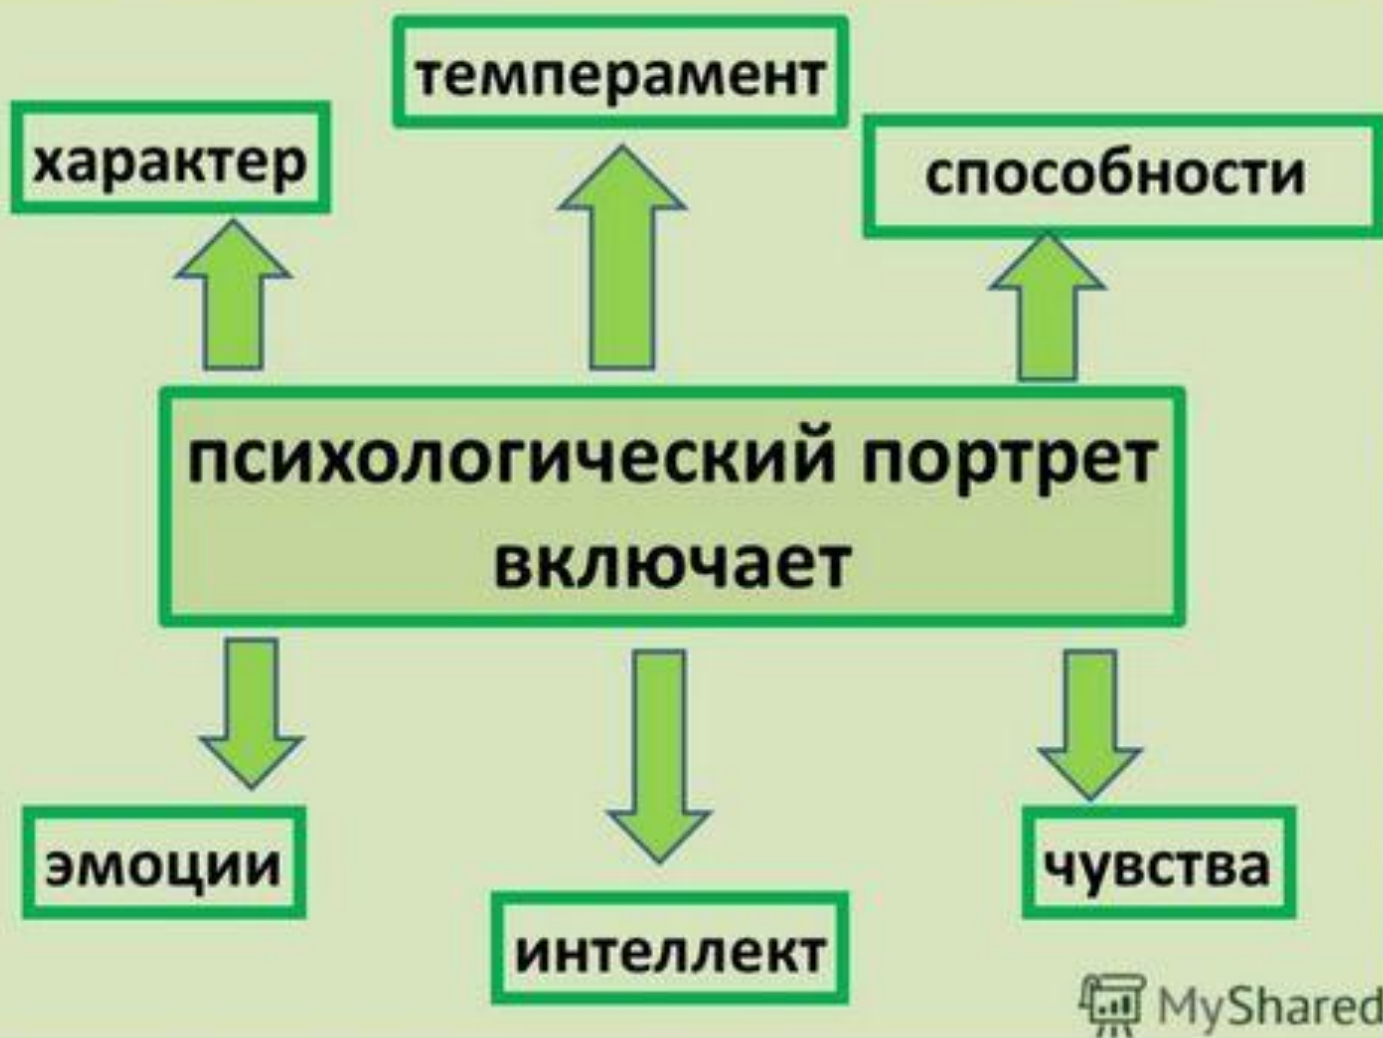 темперамент
характер
способности
психологический портрет
включает
эмоции
чувства
интеллект
MyShared